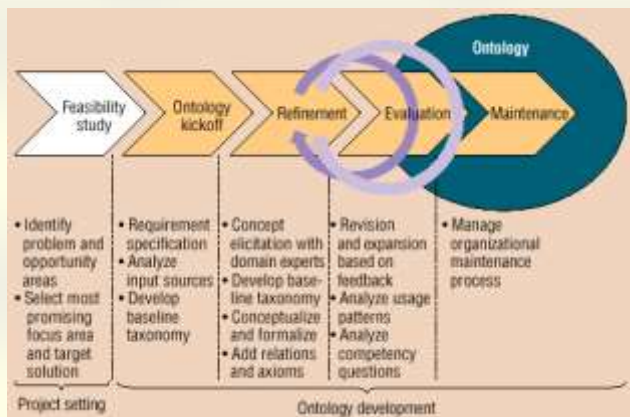 Ontology
Feasibility
study
Ontology
kickoff
Refinement
Evaluation
Maintenance
• Identify
problem and
opportunity
areas
• Select most
promising
focus area
and target
solution
• Requirement
specification
• Analyze
input sources
• Develop
baseline
taxonomy
• Concept
elicitation with
domain experts
• Develop base-
line taxonomy
• Conceptualize
and formalize
• Add relations
and axioms
• Revision
and expansion
based on
feedback
• Analyze usage
patterns
• Analyze
competency
questions
• Manage
organizational
maintenance
process
Project setting
Ontology development